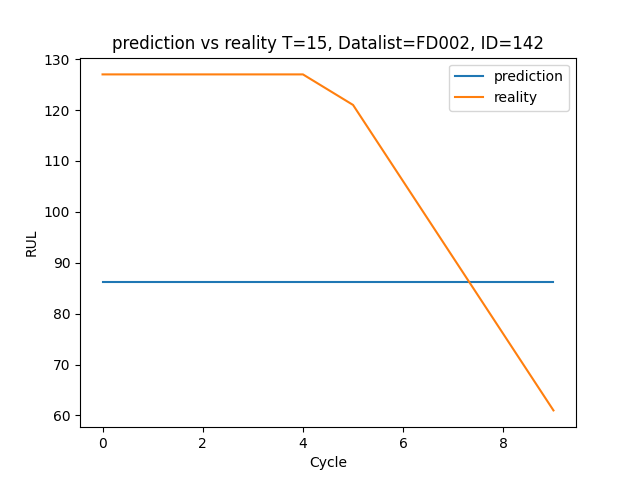 prediction vs reality T=15, Datalist=FD002, ID=142
prediction
reality
RUL
130
120
110
100
90
80
70
60
0 2 4 6 8
Cycle